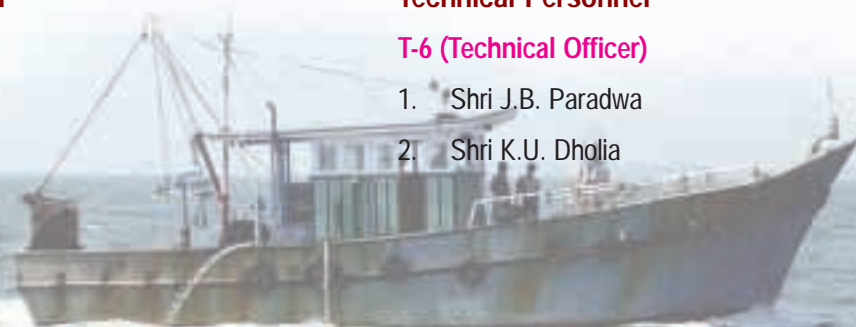 Technical Personnel
T-6 (Technical Officer)
1. Shri J.B. Paradwa
2. Shri K.U. Dholia